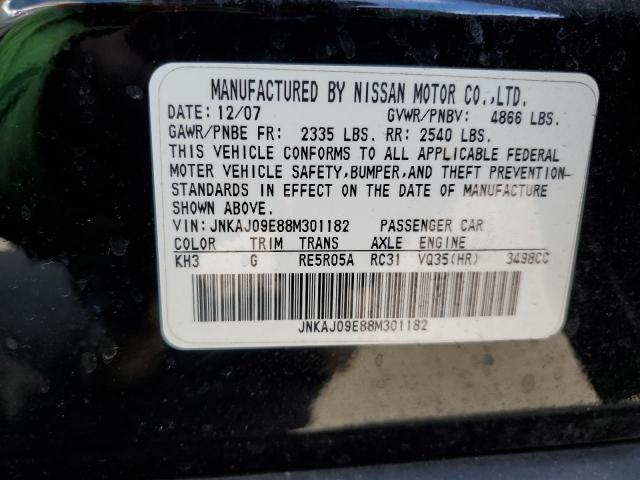 MANUFACTURED BY NISSAN MOTOR CO.,LTD.
DATE: 12/07 GVWR/PNBV: 4866 LBS.
GAWR/PNBE FR: 2335 LBS. RR: 2540 LBS.
THIS VEHICLE CONFORMS TO ALL APPLICABLE FEDERAL
MOTOR VEHICLE SAFETY,BUMPER,AND THEFT PREVENTION
STANDARDS IN EFFECT ON THE DATE OF MANUFACTURE
SHOWN ABOVE.
VIN: JNKAJ09E88M301182 PASSENGER CAR
COLOR TRIM TRANS AXLE ENGINE
KH3 G RE5R05A RC31 VQ35(HR) 3498CC
JNKAJ09E88M301182